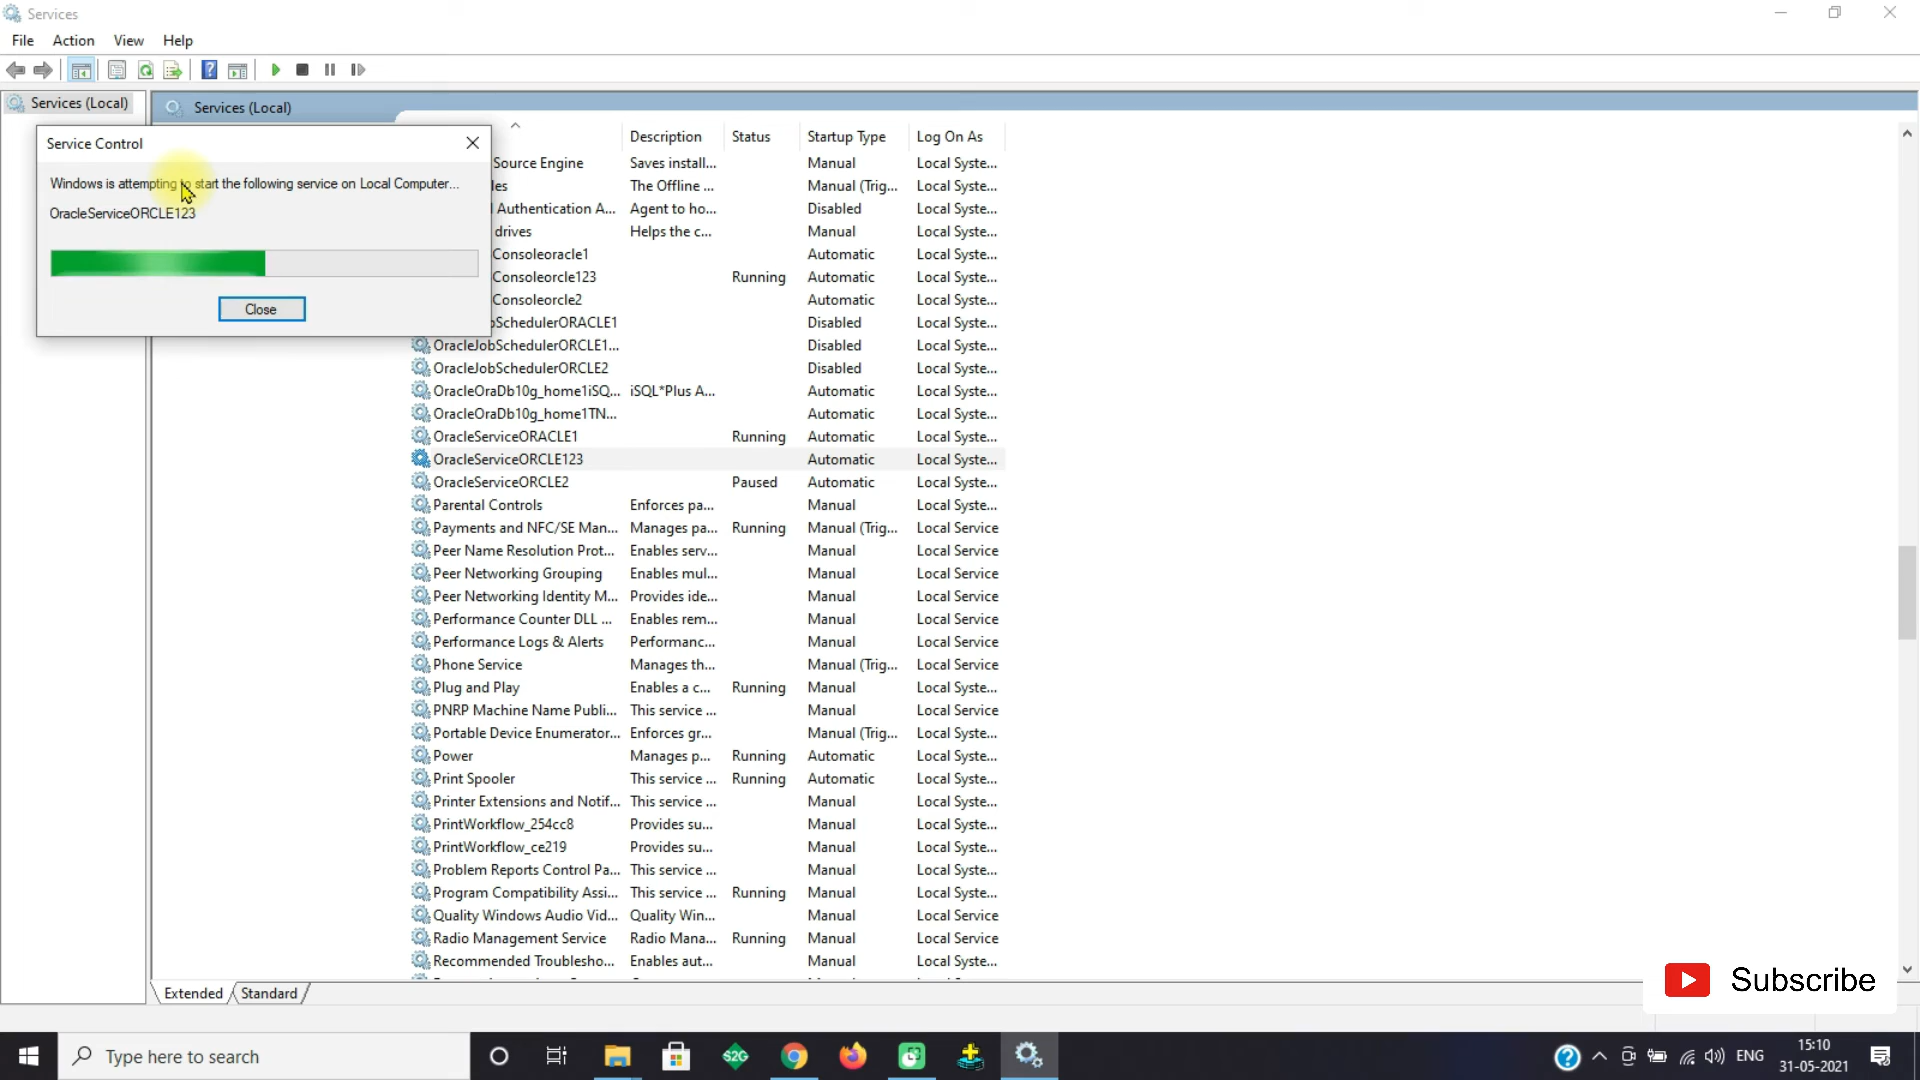 Services
File Action View Help
Services (Local)
Services (Local)
Service Control
Windows is attempting to start the following service on Local Computer...
OracleServiceORCLE123
Close
Description Status Startup Type Log On As
Source Engine Saves install... Manual Local Syste...
les The Offline ... Manual (Trig... Local Syste...
Authentication A... Agent to ho... Disabled Local Syste...
drives Helps the c... Manual Local Syste...
Consoleoracle1 Automatic Local Syste...
Consoleorcle123 Running Automatic Local Syste...
Consoleorcle2 Automatic Local Syste...
SchedulerORACLE1 Disabled Local Syste...
OracleJobSchedulerORCLE1... Disabled Local Syste...
OracleJobSchedulerORCLE2 Disabled Local Syste...
OracleOraDb10g_home1iSQ... iSQL*Plus A... Automatic Local Syste...
OracleOraDb10g_home1TN... Automatic Local Syste...
OracleServiceORACLE1 Running Automatic Local Syste...
OracleServiceORCLE123 Automatic Local Syste...
OracleServiceORCLE2 Paused Automatic Local Syste...
Parental Controls Enforces pa... Manual Local Syste...
Payments and NFC/SE Man... Manages pa... Running Manual (Trig... Local Service
Peer Name Resolution Prot... Enables serv... Manual Local Service
Peer Networking Grouping Enables mul... Manual Local Service
Peer Networking Identity M... Provides ide... Manual Local Service
Performance Counter DLL ... Enables rem... Manual Local Service
Performance Logs & Alerts Performanc... Manual Local Service
Phone Service Manages th... Manual (Trig... Local Service
Plug and Play Enables a c... Running Manual Local Syste...
PNRP Machine Name Publi... This service ... Manual Local Service
Portable Device Enumerator... Enforces gr... Manual (Trig... Local Syste...
Power Manages p... Running Automatic Local Syste...
Print Spooler This service ... Running Automatic Local Syste...
Printer Extensions and Notif... This service ... Manual Local Syste...
PrintWorkflow_254cc8 Provides su... Manual Local Syste...
PrintWorkflow_ce219 Provides su... Manual Local Syste...
Problem Reports Control Pa... This service ... Manual Local Syste...
Program Compatibility Assi... This service ... Running Manual Local Syste...
Quality Windows Audio Vid... Quality Win... Manual Local Service
Radio Management Service Radio Mana... Running Manual Local Service
Recommended Troublesho... Enables aut... Manual Local Syste...
Extended Standard
Subscribe
Type here to search
S2G
ENG
15:10
31-05-2021